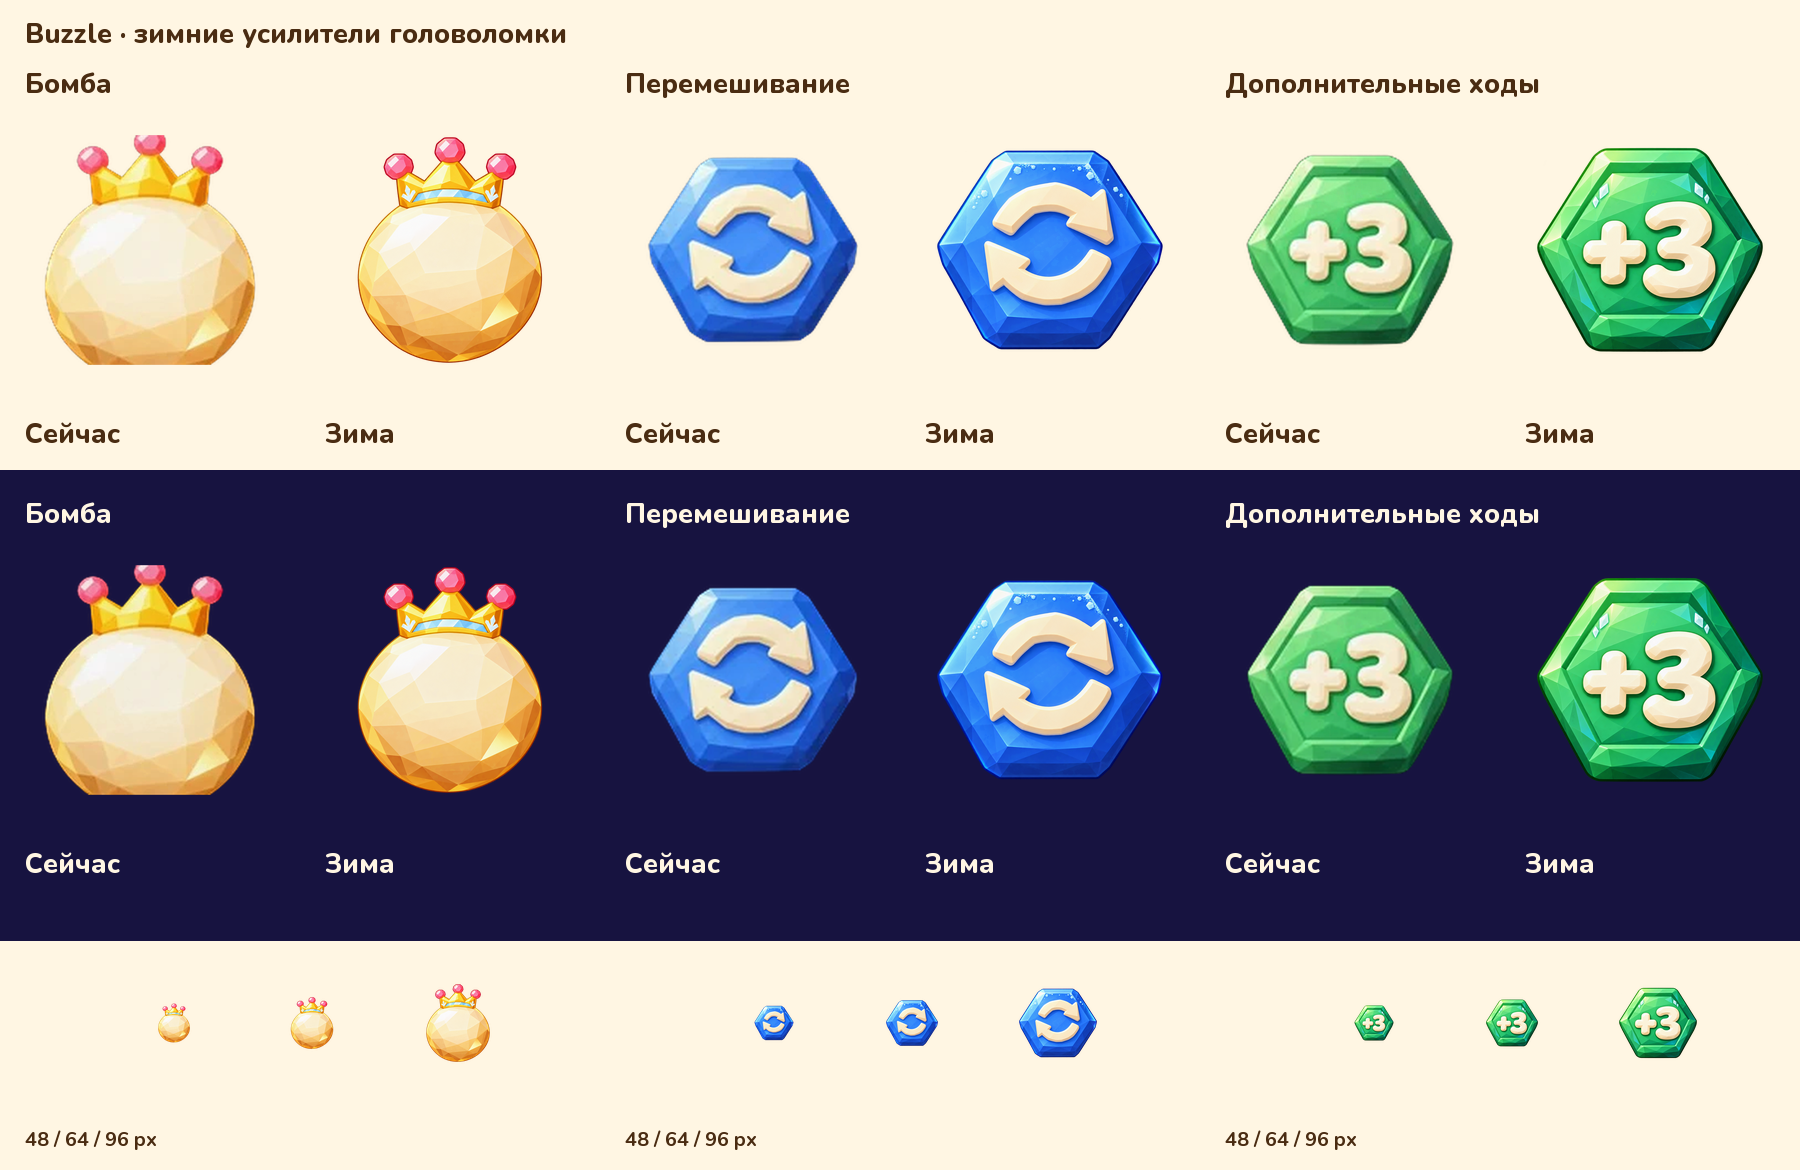 Buzzle · зимние усилители головоломки
Бомба
Перемешивание
Дополнительные ходы
+3
+3
Сейчас
Зима
Сейчас
Зима
Сейчас
Зима
Бомба
Перемешивание
Дополнительные ходы
+3
+3
Сейчас
Зима
Сейчас
Зима
Сейчас
Зима
+3
+3
+3
48 / 64 / 96 px
48 / 64 / 96 px
48 / 64 / 96 px